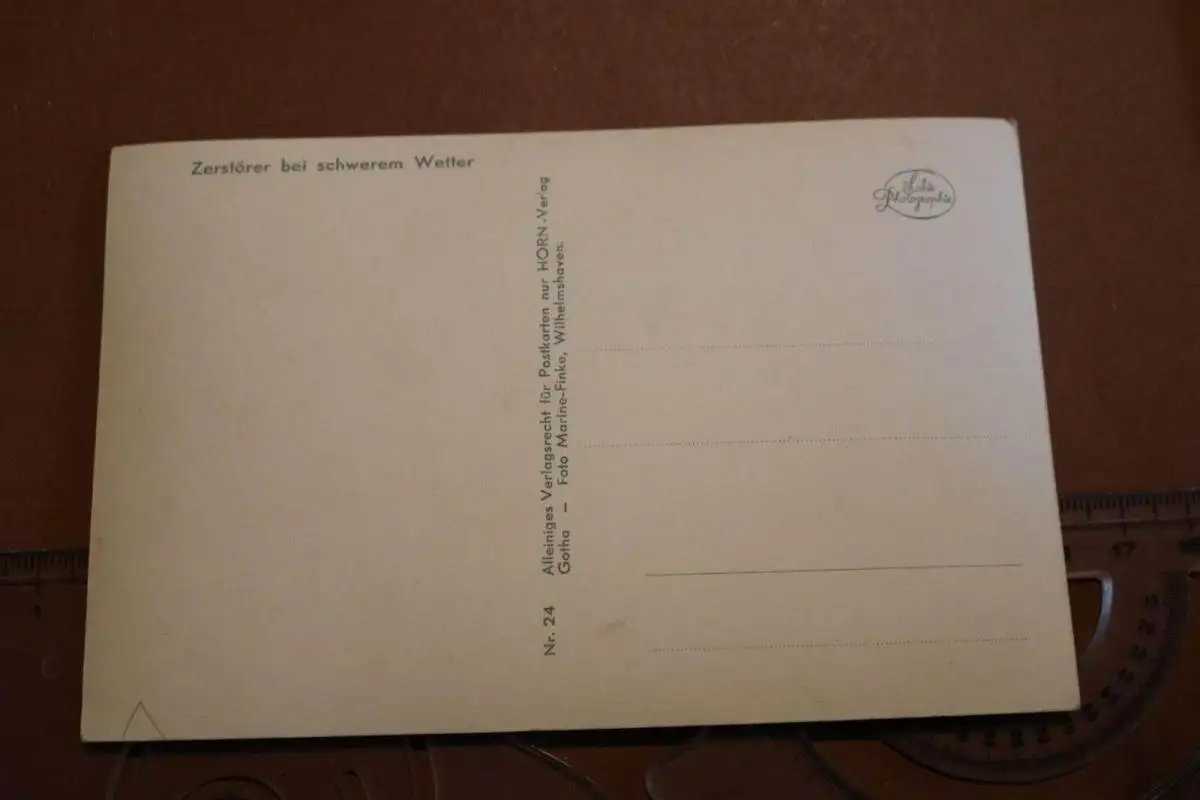 Zerstörer bei schwerem Wetter
Nr. 24 Alleiniges Verlagsrecht für Postkarten nur HORN-Verlag
Gotha — Foto Marine-Finke, Wilhelmshaven.
Photographie
17